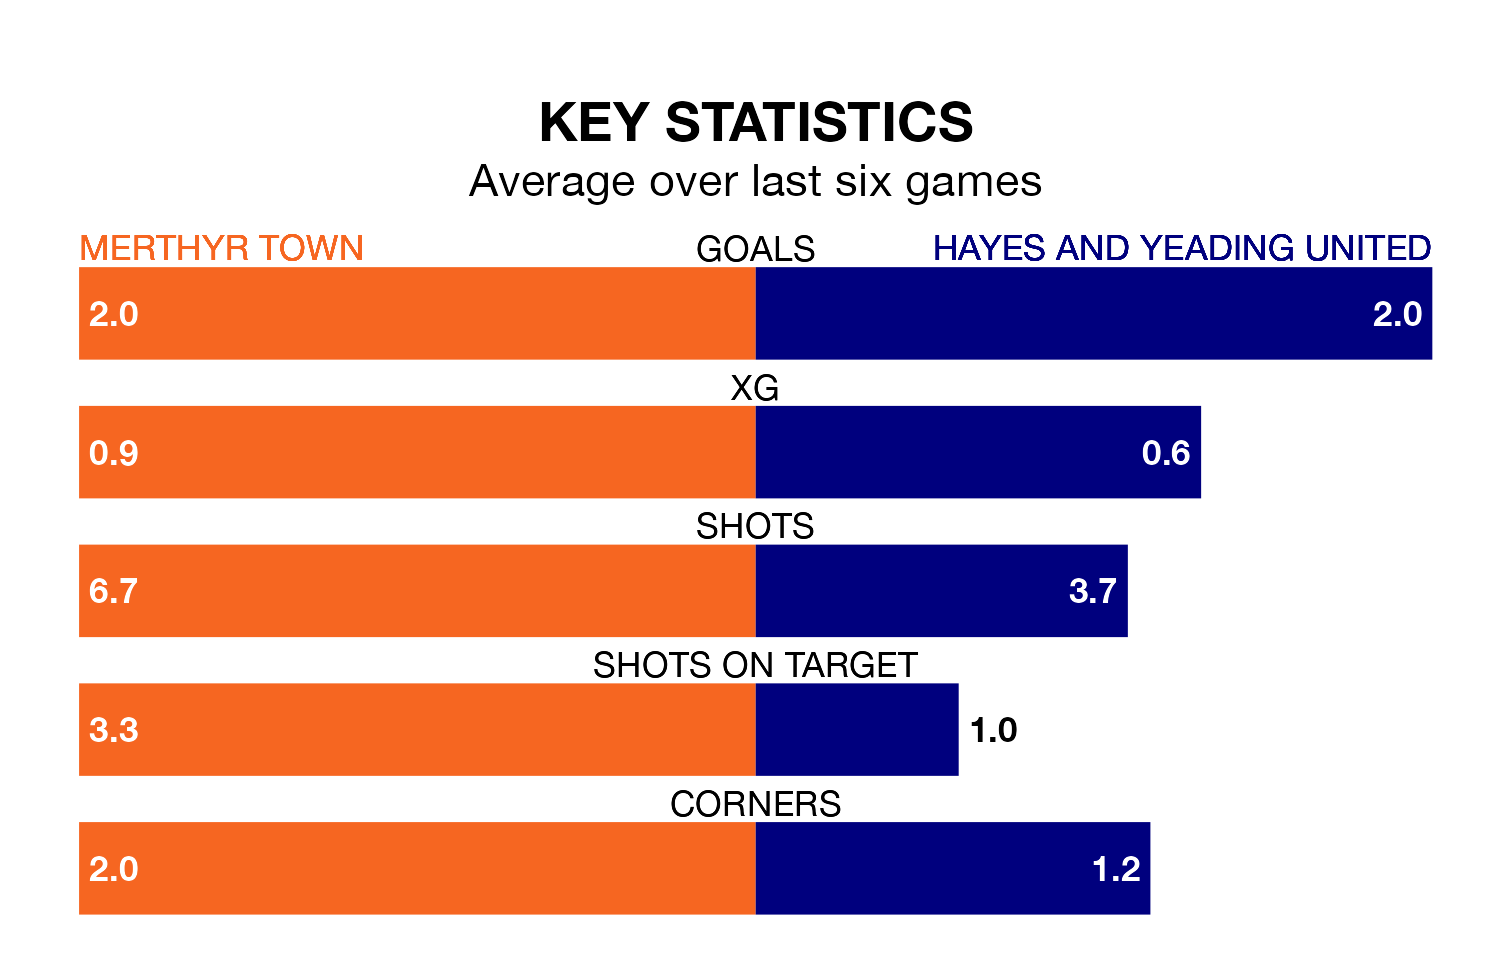 KEY STATISTICS
Average over last six games
MERTHYR TOWN GOALS HAYES AND YEADING UNITED
2.0 2.0
XG
0.9 0.6
SHOTS
6.7 3.7
SHOTS ON TARGET
3.3 1.0
CORNERS
2.0 1.2